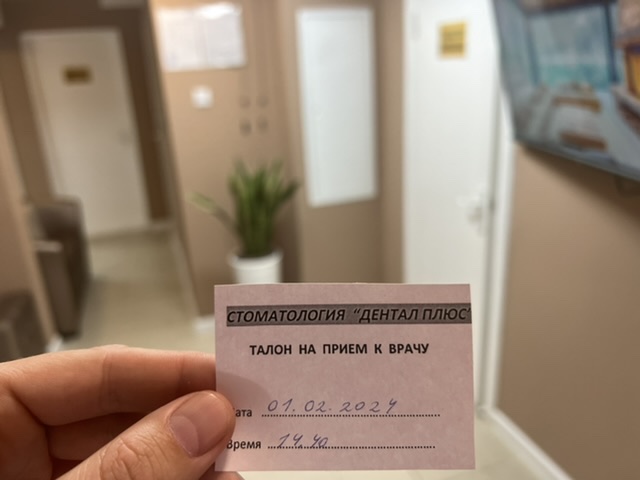 СТОМАТОЛОГИЯ "ДЕНТАЛ ПЛЮС"
ТАЛОН НА ПРИЕМ К ВРАЧУ
ата 01.02.2024
Время 14 40